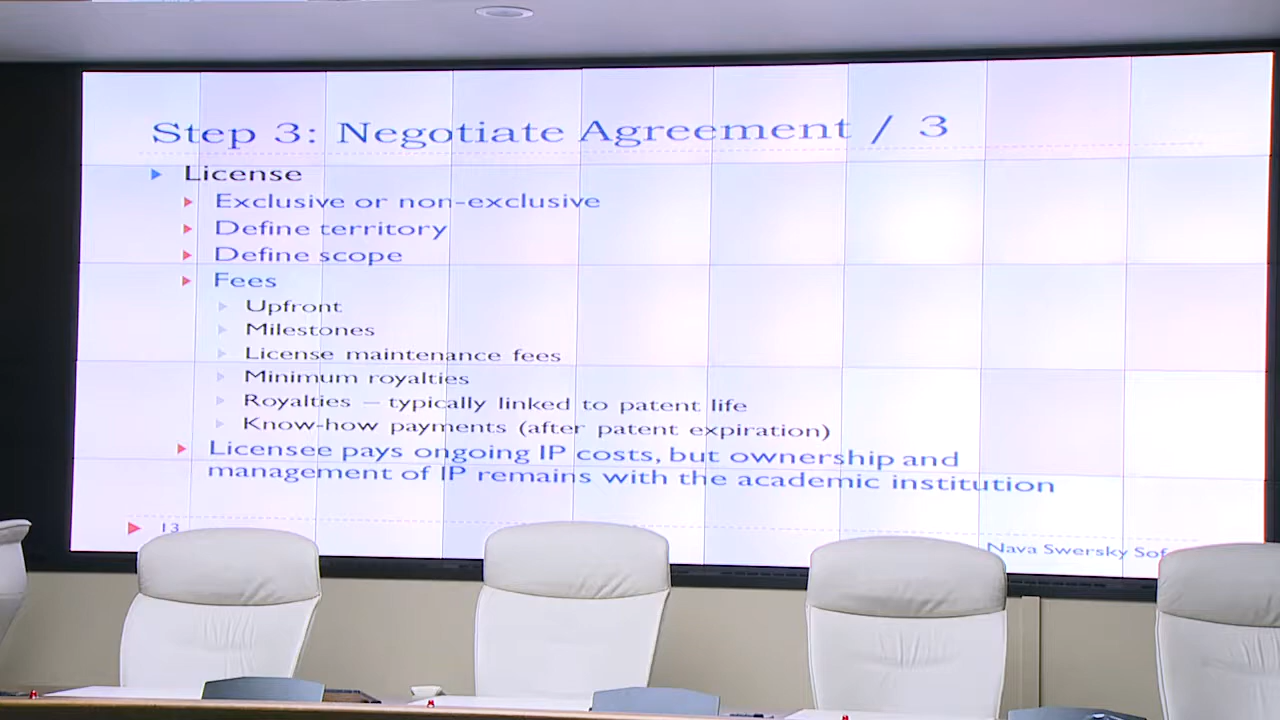 Step 3: Negotiate Agreement / 3
License
Exclusive or non-exclusive
Define territory
Define scope
Fees
Upfront
Milestones
License maintenance fees
Minimum royalties
Royalties – typically linked to patent life
Know-how payments (after patent expiration)
Licensee pays ongoing IP costs, but ownership and
management of IP remains with the academic institution
13
Nava Swersky